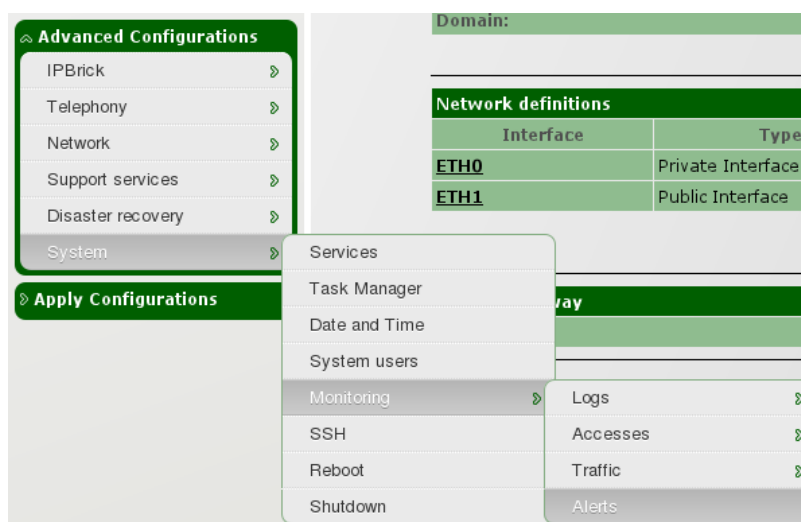 Advanced Configurations
IPBrick
Telephony
Network
Support services
Disaster recovery
System
Apply Configurations
Services
Task Manager
Date and Time
System users
Monitoring
SSH
Reboot
Shutdown
Logs
Accesses
Traffic
Alerts
Domain:
Network definitions
Interface Type
ETH0 Private Interface
ETH1 Public Interface